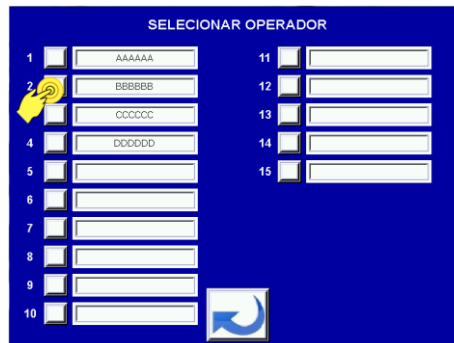 SELECIONAR OPERADOR
1 AAAAAA
2 BBBBBB
CCCCCC
4 DDDDDD
5
6
7
8
9
10
11
12
13
14
15